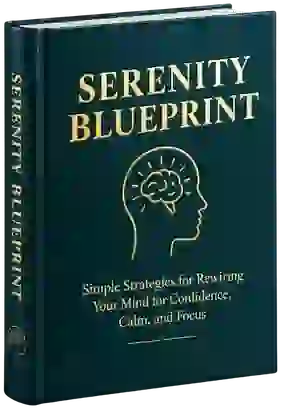 SERENITY
BLUEPRINT
Simple Strategies for Rewiring
Your Mind for Confidence,
Calm, and Focus
SERENITY BLUEPRINT